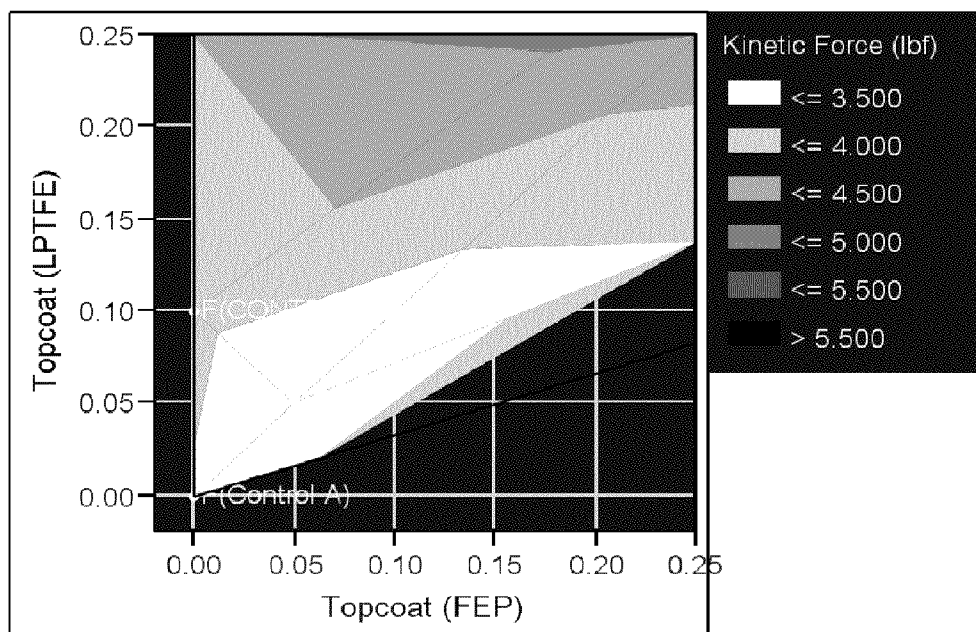 Kinetic Force (lbf)
<= 3.500
<= 4.000
<= 4.500
<= 5.000
<= 5.500
> 5.500
Topcoat (LPTFE)
0.25
0.20
0.15
0.10
0.05
0.00
F(Control A)
0.00 0.05 0.10 0.15 0.20 0.25
Topcoat (FEP)